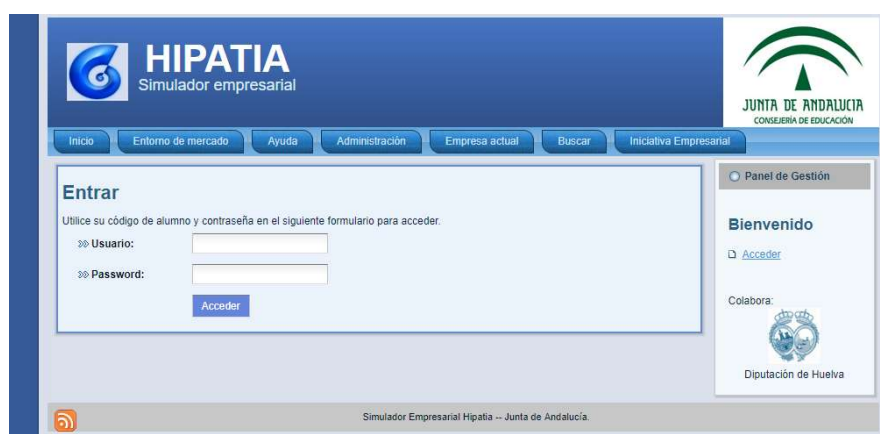 HIPATIA
Simulador empresarial
JUNTA DE ANDALUCIA
CONSEJERÍA DE EDUCACIÓN
Inicio Entorno de mercado Ayuda Administración Empresa actual Buscar Iniciativa Empresarial
Entrar
Utilice su código de alumno y contraseña en el siguiente formulario para acceder.
Usuario:
Password:
Acceder
Panel de Gestión
Bienvenido
Acceder
Colabora:
Diputación de Huelva
Simulador Empresarial Hipatia -- Junta de Andalucía.